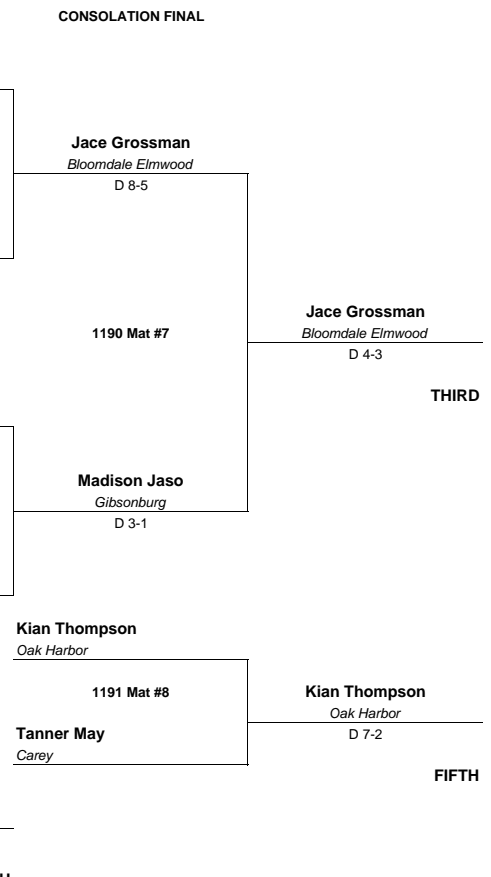 CONSOLATION FINAL
Jace Grossman
Bloomdale Elmwood
D 8-5
1190 Mat #7
Jace Grossman
Bloomdale Elmwood
D 4-3
THIRD
Madison Jaso
Gibsonburg
D 3-1
Kian Thompson
Oak Harbor
1191 Mat #8
Kian Thompson
Oak Harbor
D 7-2
Tanner May
Carey
FIFTH